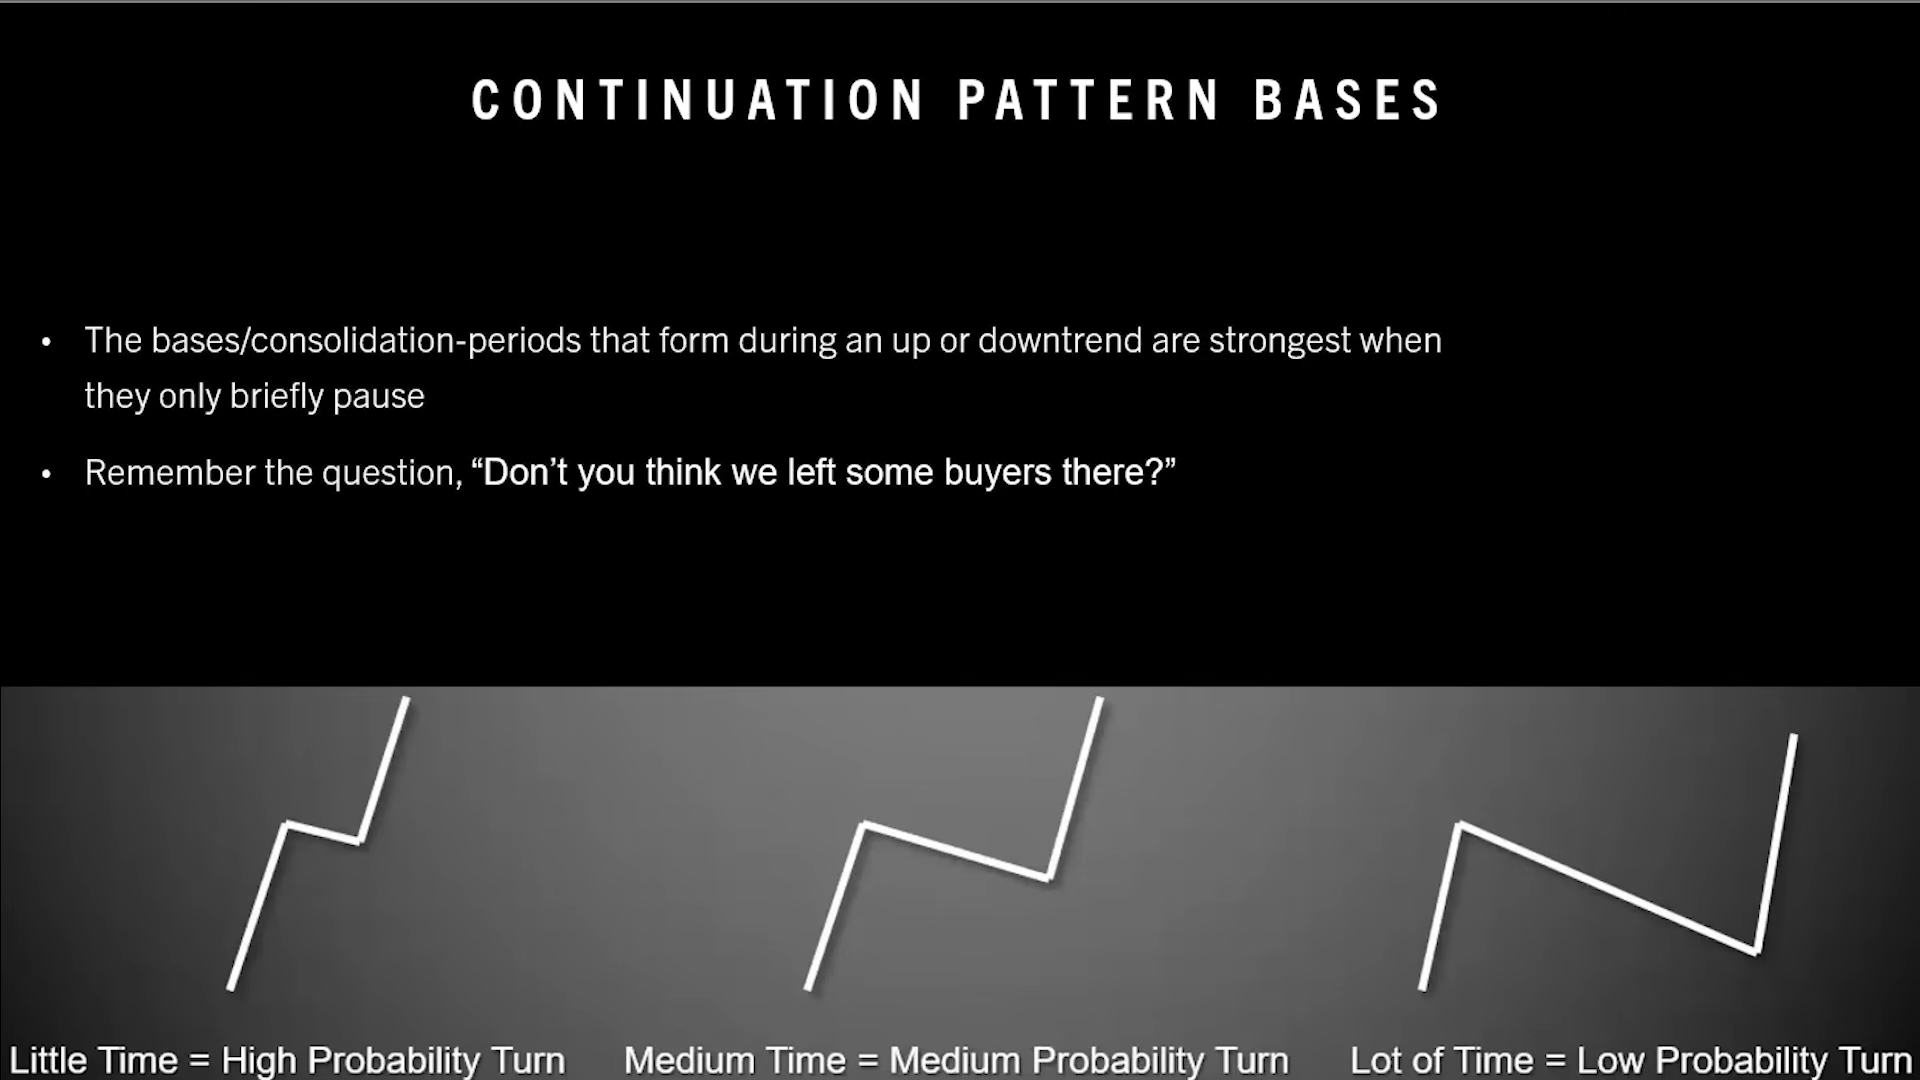 CONTINUATION PATTERN BASES
• The bases/consolidation-periods that form during an up or downtrend are strongest when
they only briefly pause
• Remember the question, “Don’t you think we left some buyers there?”
Little Time = High Probability Turn
Medium Time = Medium Probability Turn
Lot of Time = Low Probability Turn